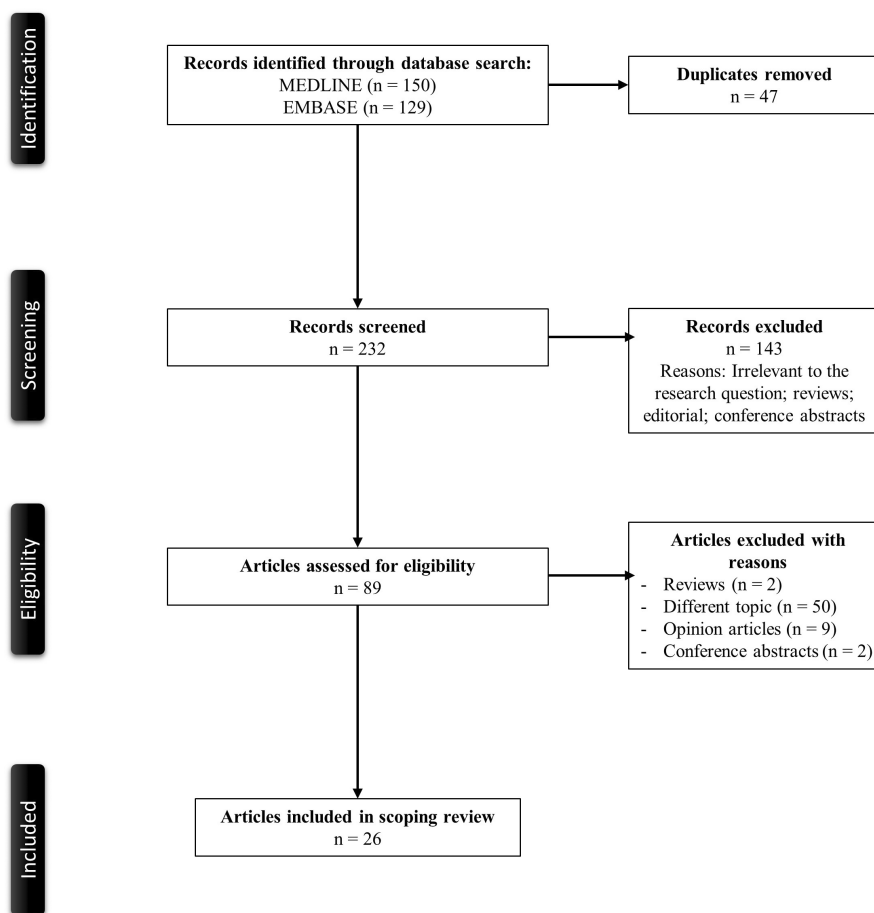 Identification
Records identified through database search:
MEDLINE (n = 150)
EMBASE (n = 129)
Duplicates removed
n = 47
Screening
Records screened
n = 232
Records excluded
n = 143
Reasons: Irrelevant to the
research question; reviews;
editorial; conference abstracts
Eligibility
Articles assessed for eligibility
n = 89
Articles excluded with
reasons
- Reviews (n = 2)
- Different topic (n = 50)
- Opinion articles (n = 9)
- Conference abstracts (n = 2)
Included
Articles included in scoping review
n = 26